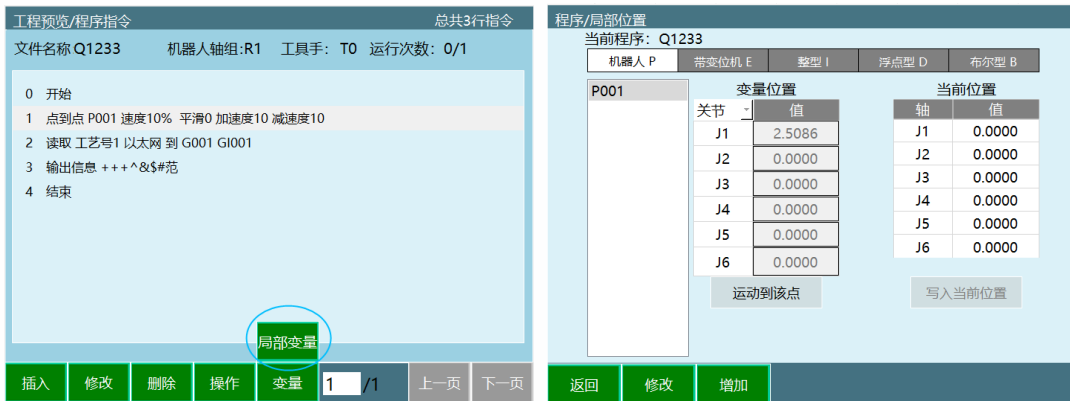 工程预览/程序指令 总共3行指令
文件名称 Q1233 机器人轴组:R1 工具手: T0 运行次数: 0/1
0 开始
1 点到点 P001 速度10% 平滑0 加速度10 减速度10
2 读取 工艺号1 以太网 到 G001 GI001
3 输出信息 +++^&$#范
4 结束
局部变量
插入 修改 删除 操作 变量 1 /1 上一页 下一页
程序/局部位置
当前程序: Q1233
机器人 P 带变位机 E 整型 I 浮点型 D 布尔型 B
P001 变量位置 当前位置
关节 值 轴 值
J1 2.5086 J1 0.0000
J2 0.0000 J2 0.0000
J3 0.0000 J3 0.0000
J4 0.0000 J4 0.0000
J5 0.0000 J5 0.0000
J6 0.0000 J6 0.0000
运动到该点 写入当前位置
返回 修改 增加